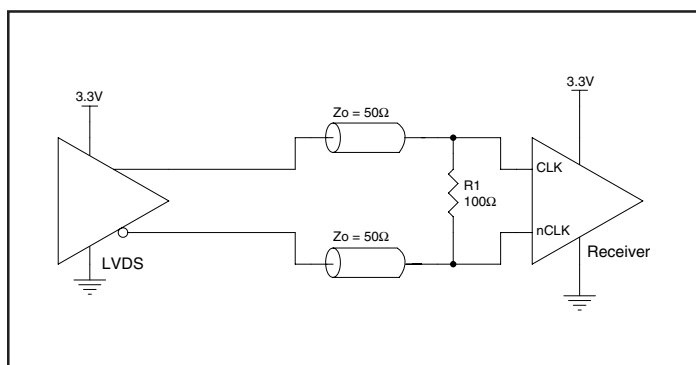 3.3V
3.3V
Zo = 50Ω
CLK
R1
100Ω
nCLK
Zo = 50Ω
LVDS
Receiver